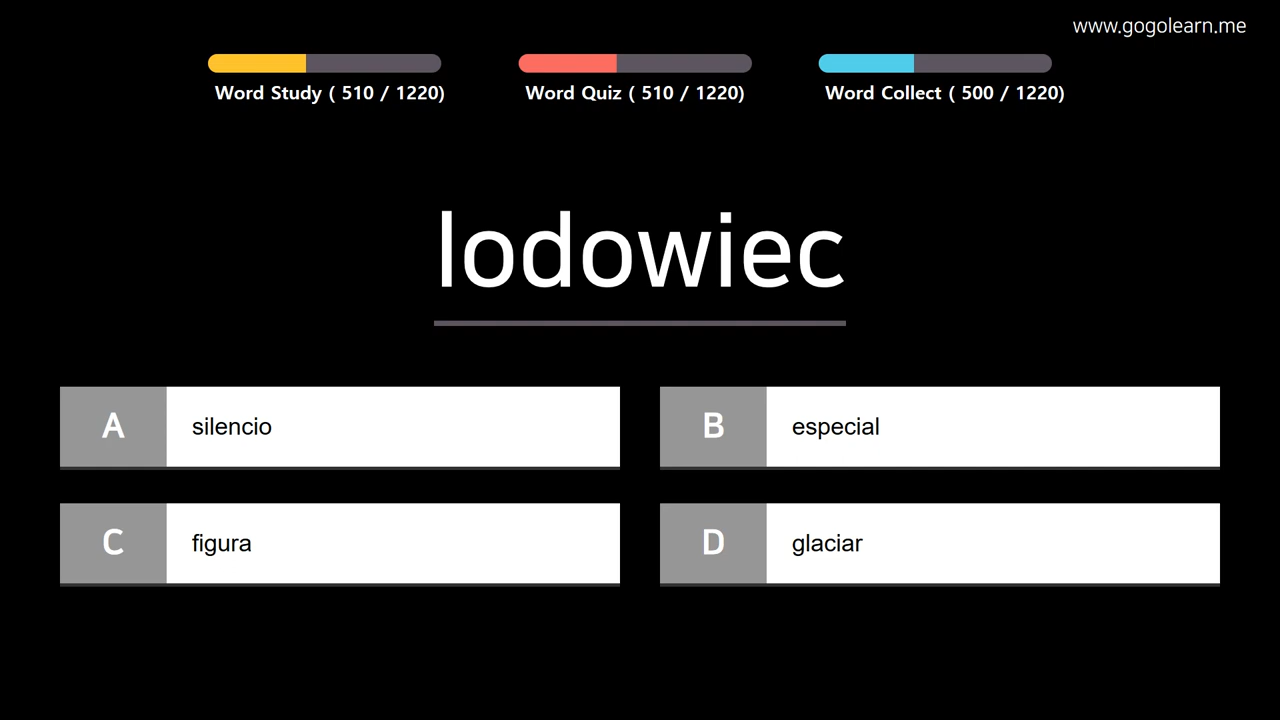 www.gogolearn.me
Word Study ( 510 / 1220)
Word Quiz ( 510 / 1220)
Word Collect ( 500 / 1220)
lodowiec
A silencio
B especial
C figura
D glaciar